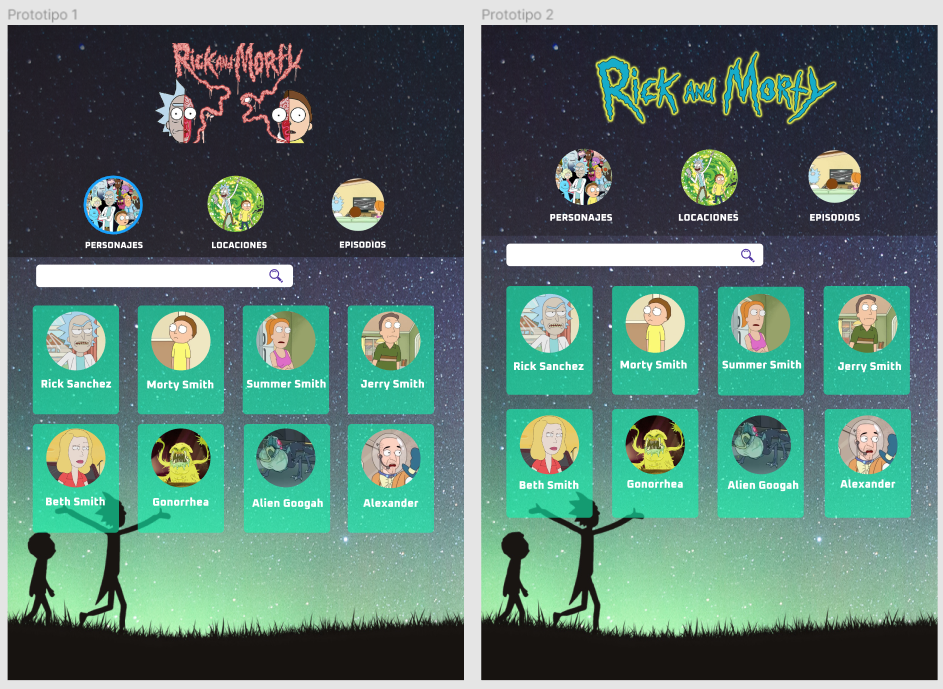 Prototipo 1
RICK AND MORTY
PERSONAJES
LOCACIONES
EPISODIOS
Rick Sanchez
Morty Smith
Summer Smith
Jerry Smith
Beth Smith
Gonorrhea
Alien Googah
Alexander
Prototipo 2
RICK AND MORTY
PERSONAJES
LOCACIONES
EPISODIOS
Rick Sanchez
Morty Smith
Summer Smith
Jerry Smith
Beth Smith
Gonorrhea
Alien Googah
Alexander